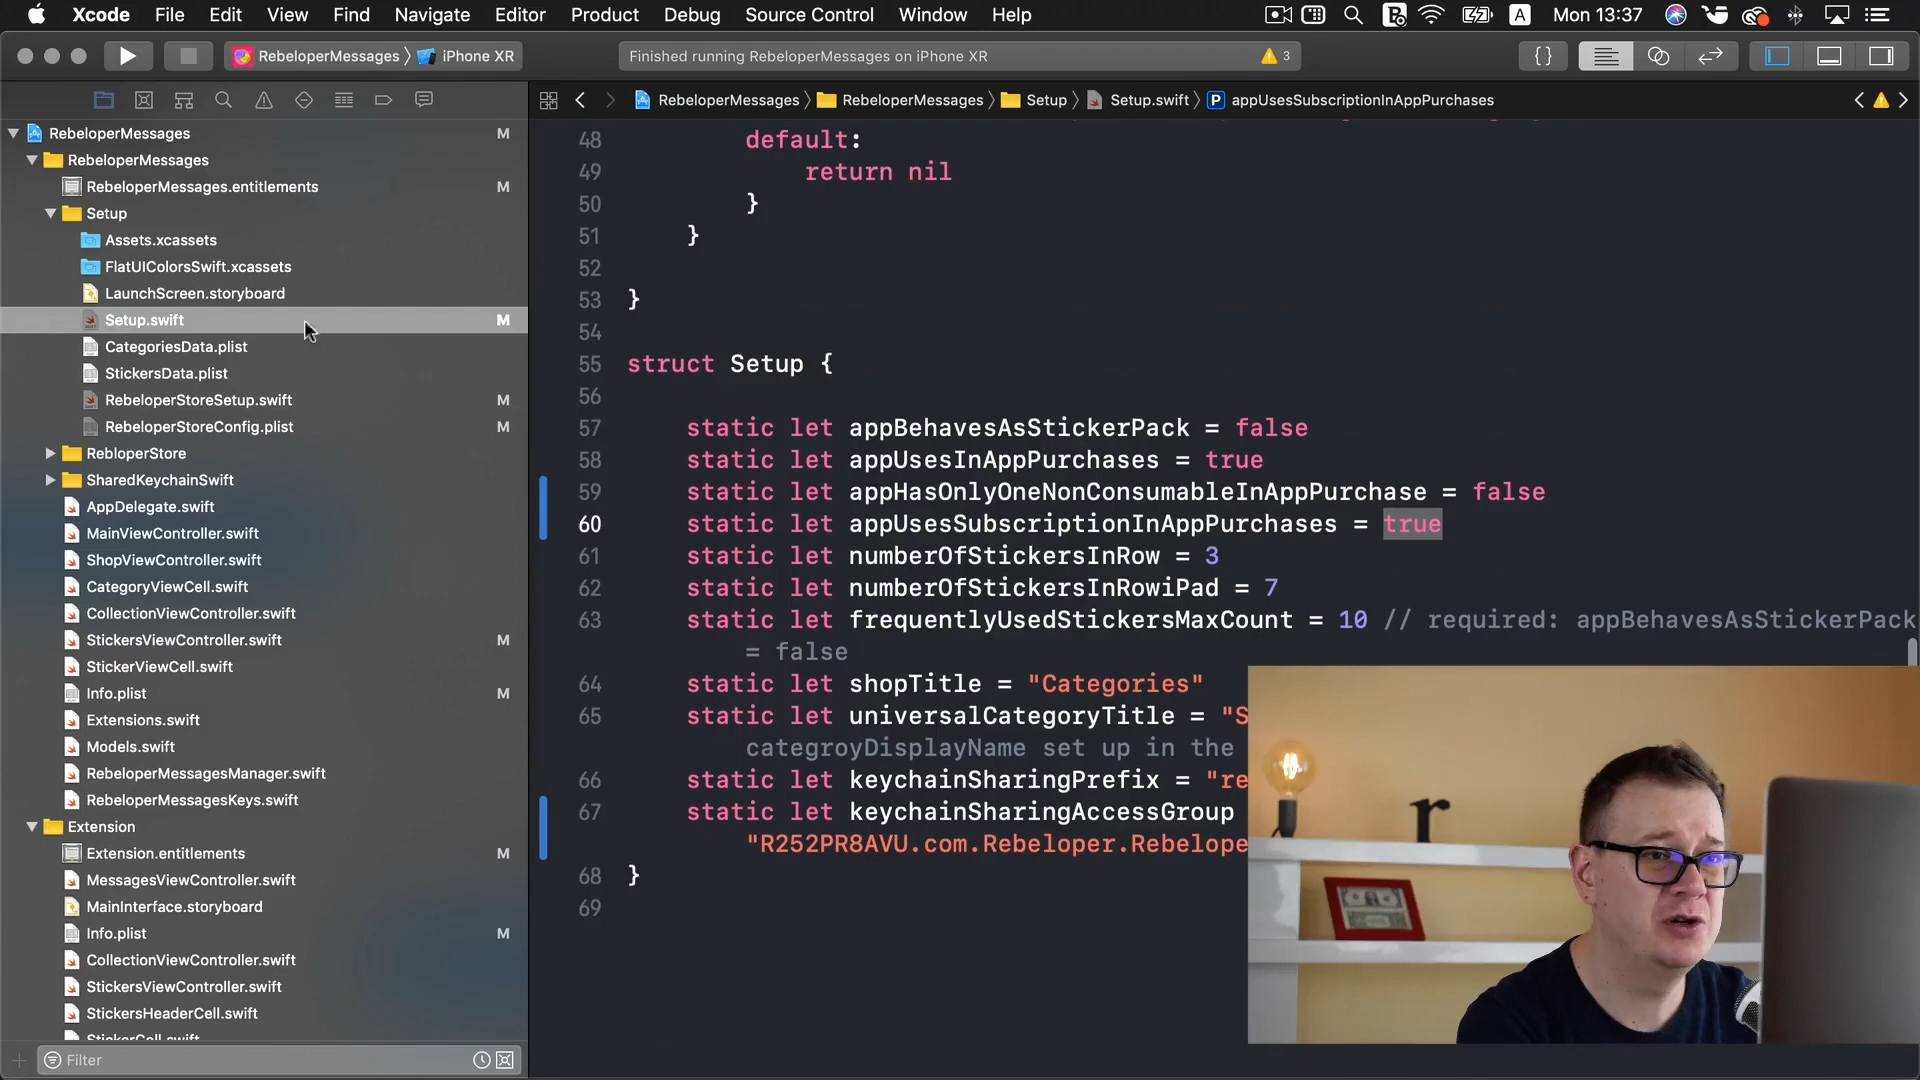 Xcode File Edit View Find Navigate Editor Product Debug Source Control Window Help A Mon 13:37
RebeloperMessages iPhone XR Finished running RebeloperMessages on iPhone XR 3 {}
RebeloperMessages RebeloperMessages Setup Setup.swift P appUsesSubscriptionInAppPurchases
RebeloperMessages M
RebeloperMessages
RebeloperMessages.entitlements M
Setup
Assets.xcassets
FlatUIColorsSwift.xcassets
LaunchScreen.storyboard
Setup.swift M
CategoriesData.plist
StickersData.plist
RebeloperStoreSetup.swift M
RebeloperStoreConfig.plist M
RebloperStore
SharedKeychainSwift
AppDelegate.swift
MainViewController.swift
ShopViewController.swift
CategoryViewCell.swift
CollectionViewController.swift
StickersViewController.swift M
StickerViewCell.swift
Info.plist M
Extensions.swift
Models.swift
RebeloperMessagesManager.swift
RebeloperMessagesKeys.swift
Extension
Extension.entitlements M
MessagesViewController.swift
MainInterface.storyboard
Info.plist M
CollectionViewController.swift
StickersViewController.swift
StickersHeaderCell.swift
StickerCell.swift
Filter
48 default:
49 return nil
50 }
51 }
52
53 }
54
55 struct Setup {
56
57 static let appBehavesAsStickerPack = false
58 static let appUsesInAppPurchases = true
59 static let appHasOnlyOneNonConsumableInAppPurchase = false
60 static let appUsesSubscriptionInAppPurchases = true
61 static let numberOfStickersInRow = 3
62 static let numberOfStickersInRowiPad = 7
63 static let frequentlyUsedStickersMaxCount = 10 // required: appBehavesAsStickerPack
= false
64 static let shopTitle = "Categories"
65 static let universalCategoryTitle = "S
categroyDisplayName set up in the
66 static let keychainSharingPrefix = "re
67 static let keychainSharingAccessGroup
"R252PR8AVU.com.Rebeloper.Rebelope
68 }
69
r